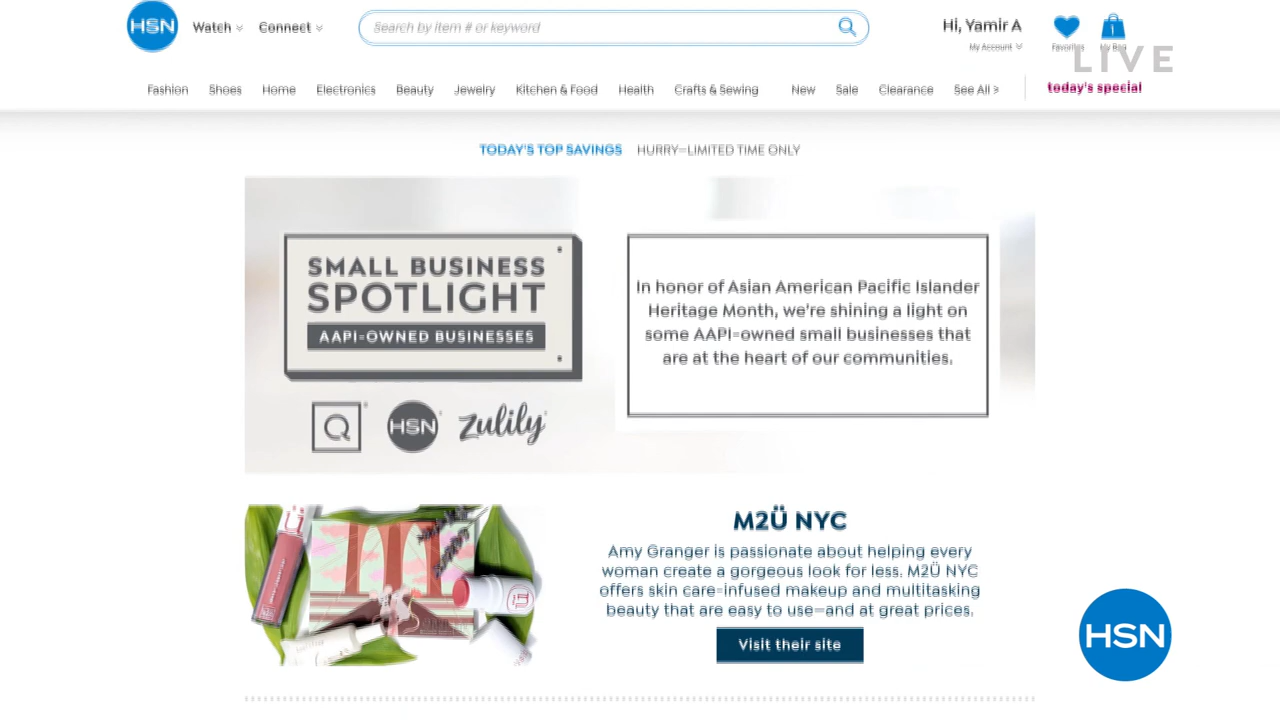 HSN
Watch
Connect
Search by item # or keyword
Hi, Yamir A
My Account
Favorites
1
My Bag
LIVE
Fashion
Shoes
Home
Electronics
Beauty
Jewelry
Kitchen & Food
Health
Crafts & Sewing
New
Sale
Clearance
See All >
today's special
TODAY'S TOP SAVINGS
HURRY—LIMITED TIME ONLY
SMALL BUSINESS
SPOTLIGHT
AAPI-OWNED BUSINESSES
Q
HSN
zulily
In honor of Asian American Pacific Islander
Heritage Month, we're shining a light on
some AAPI-owned small businesses that
are at the heart of our communities.
M2Ü NYC
Amy Granger is passionate about helping every
woman create a gorgeous look for less. M2Ü NYC
offers skin care-infused makeup and multitasking
beauty that are easy to use—and at great prices.
Visit their site
HSN